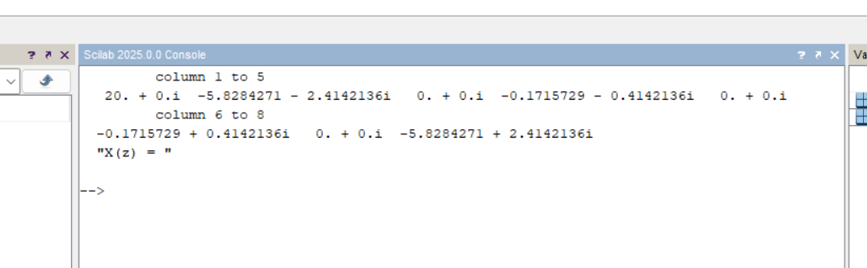 ? ↗ X Scilab 2025.0.0 Console ? ↗ X Va
column 1 to 5
20. + 0.i -5.8284271 - 2.4142136i 0. + 0.i -0.1715729 - 0.4142136i 0. + 0.i
column 6 to 8
-0.1715729 + 0.4142136i 0. + 0.i -5.8284271 + 2.4142136i
"X(z) = "
-->